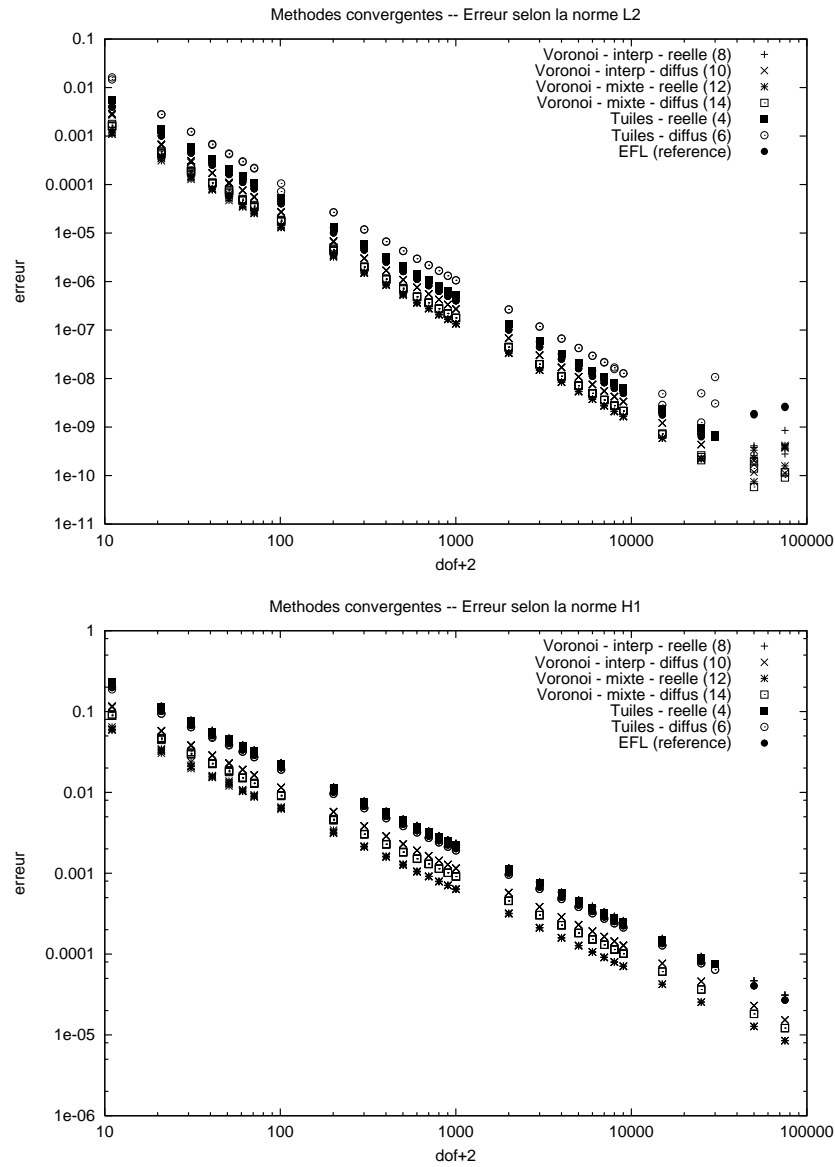 Methodes convergentes -- Erreur selon la norme L2
0.1
0.01
0.001
0.0001
1e-05
1e-06
1e-07
1e-08
1e-09
1e-10
1e-11
10
100
1000
10000
100000
erreur
dof+2
Voronoi - interp - reelle (8)
Voronoi - interp - diffus (10)
Voronoi - mixte - reelle (12)
Voronoi - mixte - diffus (14)
Tuiles - reelle (4)
Tuiles - diffus (6)
EFL (reference)
Methodes convergentes -- Erreur selon la norme H1
1
0.1
0.01
0.001
0.0001
1e-05
1e-06
10
100
1000
10000
100000
erreur
dof+2
Voronoi - interp - reelle (8)
Voronoi - interp - diffus (10)
Voronoi - mixte - reelle (12)
Voronoi - mixte - diffus (14)
Tuiles - reelle (4)
Tuiles - diffus (6)
EFL (reference)